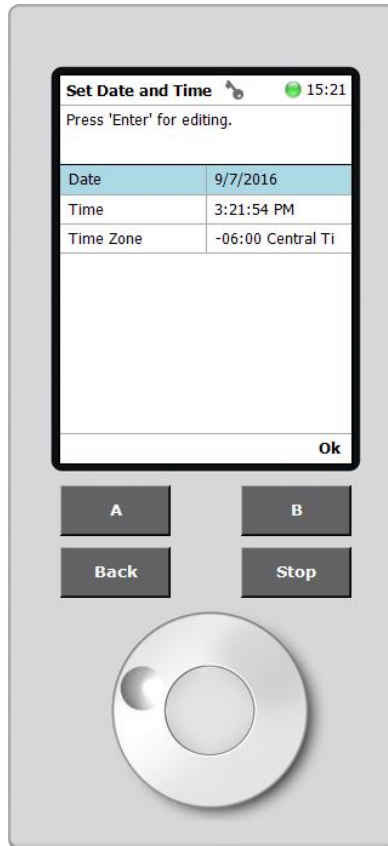 Set Date and Time 15:21
Press 'Enter' for editing.
Date 9/7/2016
Time 3:21:54 PM
Time Zone -06:00 Central Ti
Ok
A B
Back Stop